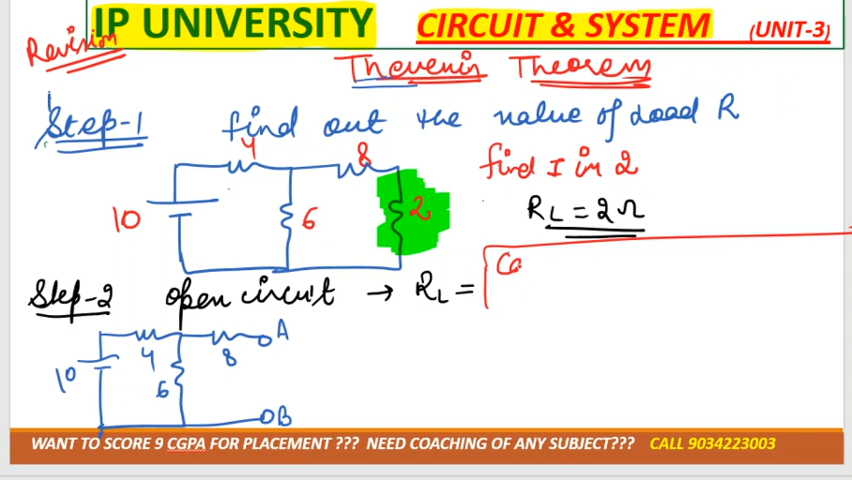 IP UNIVERSITY CIRCUIT & SYSTEM (UNIT-3)
Revision
Thevenin Theorem
Step-1 find out the value of Load R
4 8 find I in 2
10 6 2 RL = 2Ω
Co
Step-2 open circuit → RL =
A
10 4 8
6
B
WANT TO SCORE 9 CGPA FOR PLACEMENT ??? NEED COACHING OF ANY SUBJECT??? CALL 9034223003